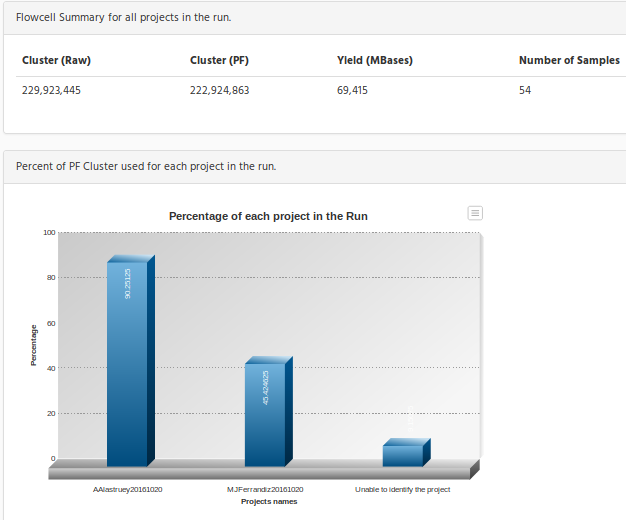 Flowcell Summary for all projects in the run.
Cluster (Raw) Cluster (PF) Yield (MBases) Number of Samples
229,923,445 222,924,863 69,415 54
Percent of PF Cluster used for each project in the run.
Percentage of each project in the Run
100
80
60
40
20
0
Percentage
90.25125
45.424625
AAlastruey20161020 MJFerrandiz20161020 Unable to identify the project
Projects names